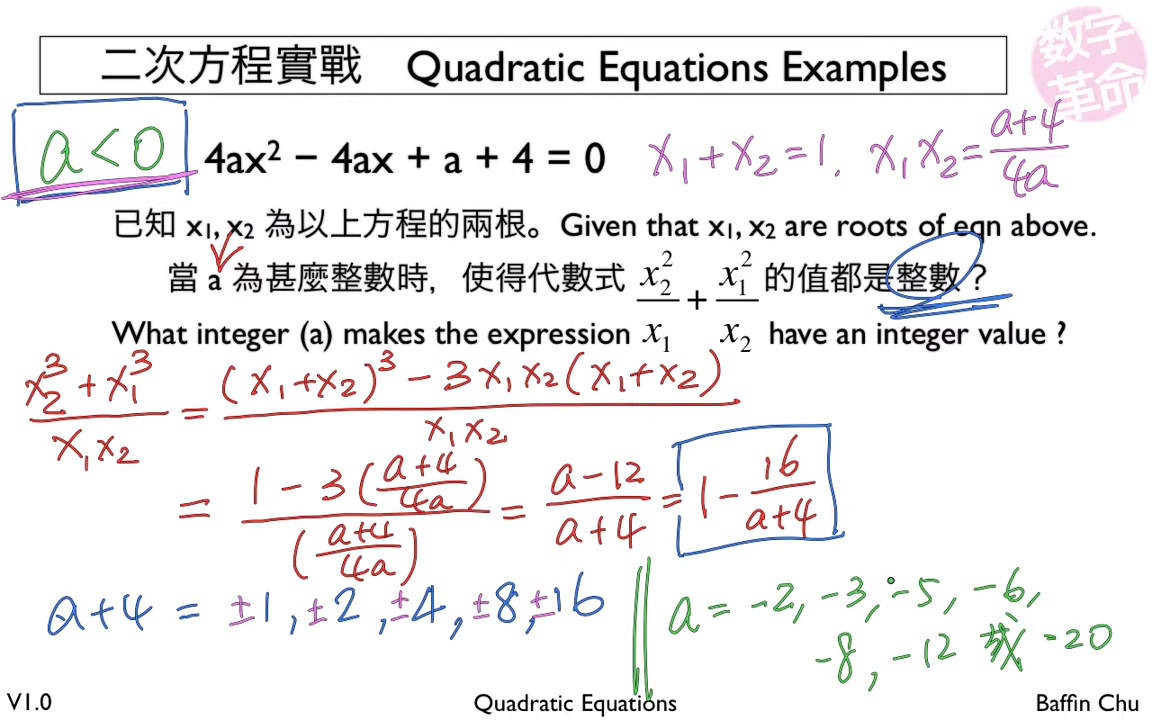 二次方程實戰 Quadratic Equations Examples
数字
革命
a < 0
4ax² − 4ax + a + 4 = 0
x₁ + x₂ = 1, x₁x₂ = (a+4)/(4a)
已知 x₁, x₂ 為以上方程的兩根。Given that x₁, x₂ are roots of eqn above.
當 a 為甚麼整數時，使得代數式 x₂²/x₁ + x₁²/x₂ 的值都是整數？
What integer (a) makes the expression have an integer value ?
(x₂³ + x₁³)/(x₁x₂) = ((x₁+x₂)³ − 3x₁x₂(x₁+x₂))/(x₁x₂)
= (1 − 3((a+4)/(4a)))/((a+4)/(4a)) = (a−12)/(a+4) = 1 − 16/(a+4)
a+4 = ±1, ±2, ±4, ±8, ±16
a = −2, −3, −5, −6,
−8, −12 或 −20
V1.0 Quadratic Equations Baffin Chu